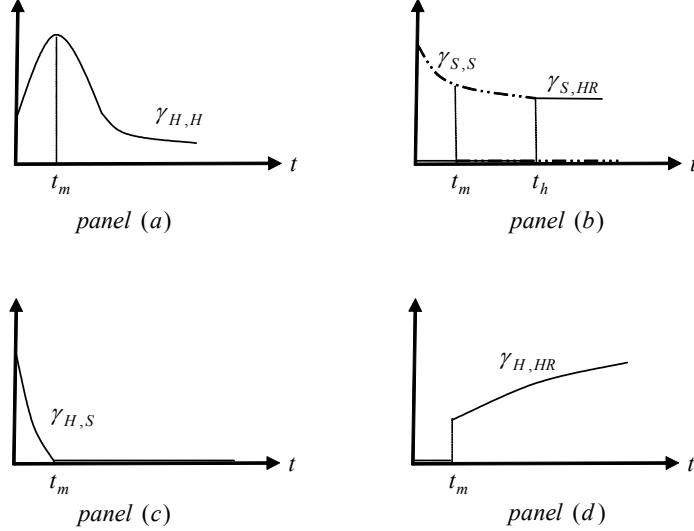 γ_{H,H}
t
t_m
panel (a)
γ_{S,S}
γ_{S,HR}
t
t_m
t_h
panel (b)
γ_{H,S}
t
t_m
panel (c)
γ_{H,HR}
t
t_m
panel (d)